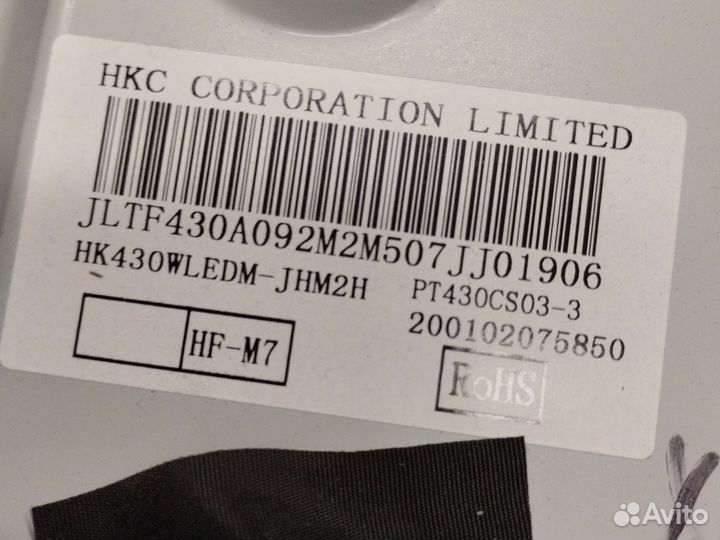 HKC CORPORATION LIMITED
JLTF430A092M2M507JJ01906
HK430WLEDM-JHM2H PT430CS03-3
200102075850
HF-M7
RoHS
Avito